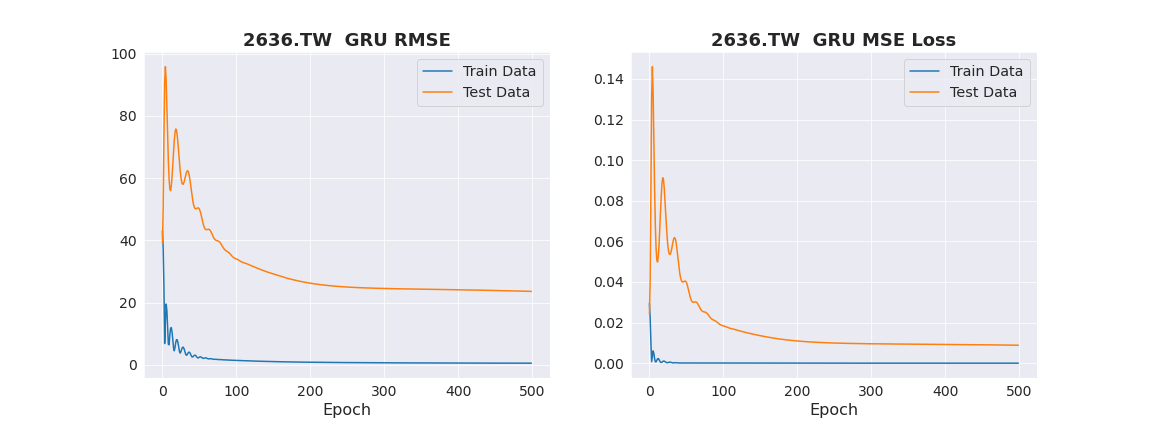 2636.TW  GRU RMSE
100
80
60
40
20
0
0 100 200 300 400 500
Epoch
Train Data
Test Data
2636.TW  GRU MSE Loss
0.14
0.12
0.10
0.08
0.06
0.04
0.02
0.00
0 100 200 300 400 500
Epoch
Train Data
Test Data